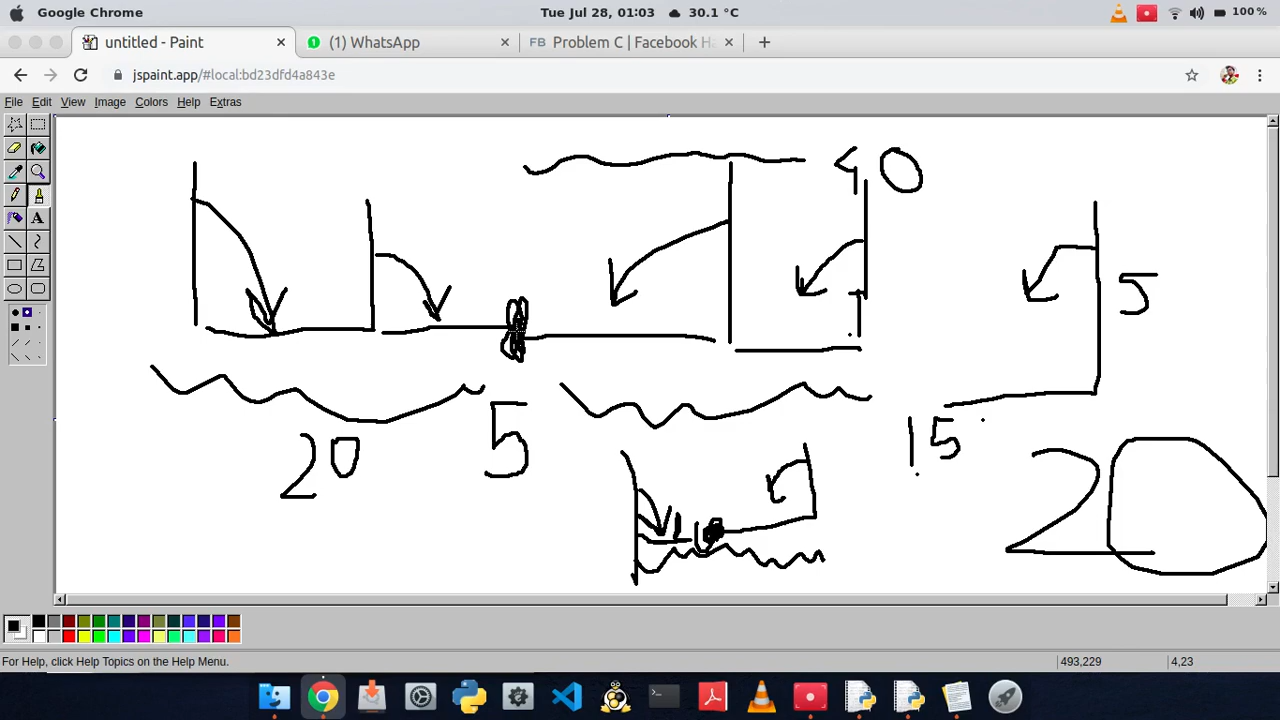 Google Chrome
Tue Jul 28, 01:03 30.1 °C
100 %
untitled - Paint
(1) WhatsApp
FB Problem C | Facebook Ha
jspaint.app/#local:bd23dfd4a843e
File Edit View Image Colors Help Extras
40
5
15
20 5
20
For Help, click Help Topics on the Help Menu.
493,229
4,23